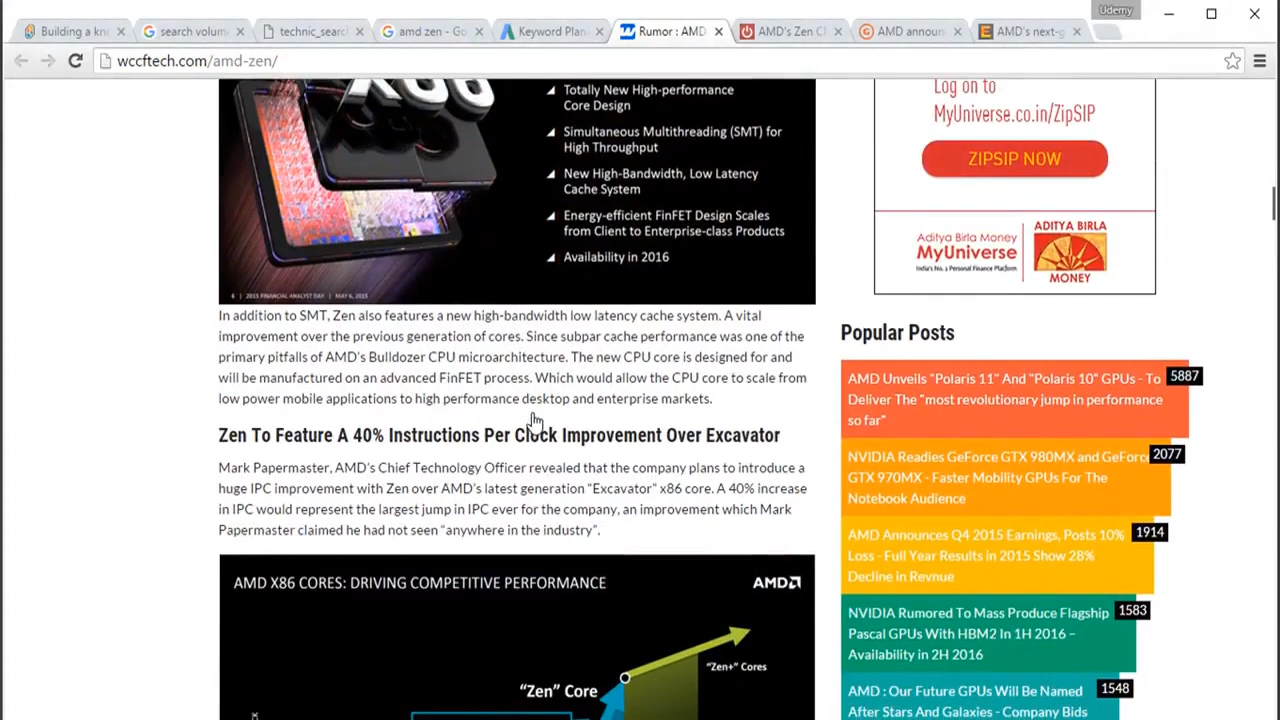 Udemy
Building a kn
search volum
technic_search
amd zen - Go
Keyword Plan
Rumor : AMD
AMD's Zen C
AMD announ
AMD's next-g
wccftech.com/amd-zen/
X86
Totally New High-performance
Core Design
Simultaneous Multithreading (SMT) for
High Throughput
New High-Bandwidth, Low Latency
Cache System
Energy-efficient FinFET Design Scales
from Client to Enterprise-class Products
Availability in 2016
6 | 2015 FINANCIAL ANALYST DAY | MAY 6, 2015
In addition to SMT, Zen also features a new high-bandwidth low latency cache system. A vital
improvement over the previous generation of cores. Since subpar cache performance was one of the
primary pitfalls of AMD's Bulldozer CPU microarchitecture. The new CPU core is designed for and
will be manufactured on an advanced FinFET process. Which would allow the CPU core to scale from
low power mobile applications to high performance desktop and enterprise markets.
Zen To Feature A 40% Instructions Per Clock Improvement Over Excavator
Mark Papermaster, AMD's Chief Technology Officer revealed that the company plans to introduce a
huge IPC improvement with Zen over AMD's latest generation "Excavator" x86 core. A 40% increase
in IPC would represent the largest jump in IPC ever for the company, an improvement which Mark
Papermaster claimed he had not seen "anywhere in the industry".
AMD X86 CORES: DRIVING COMPETITIVE PERFORMANCE
AMD
"Zen+" Cores
"Zen" Core
Log on to
MyUniverse.co.in/ZipSIP
ZIPSIP NOW
Aditya Birla Money
MyUniverse
India's No. 1 Personal Finance Platform
ADITYA BIRLA
MONEY
Popular Posts
AMD Unveils "Polaris 11" And "Polaris 10" GPUs - To
Deliver The "most revolutionary jump in performance
so far"
5887
NVIDIA Readies GeForce GTX 980MX and GeForce
GTX 970MX - Faster Mobility GPUs For The
Notebook Audience
2077
AMD Announces Q4 2015 Earnings, Posts 10%
Loss - Full Year Results in 2015 Show 28%
Decline in Revnue
1914
NVIDIA Rumored To Mass Produce Flagship
Pascal GPUs With HBM2 In 1H 2016 –
Availability in 2H 2016
1583
AMD : Our Future GPUs Will Be Named
After Stars And Galaxies - Company Bids
1548